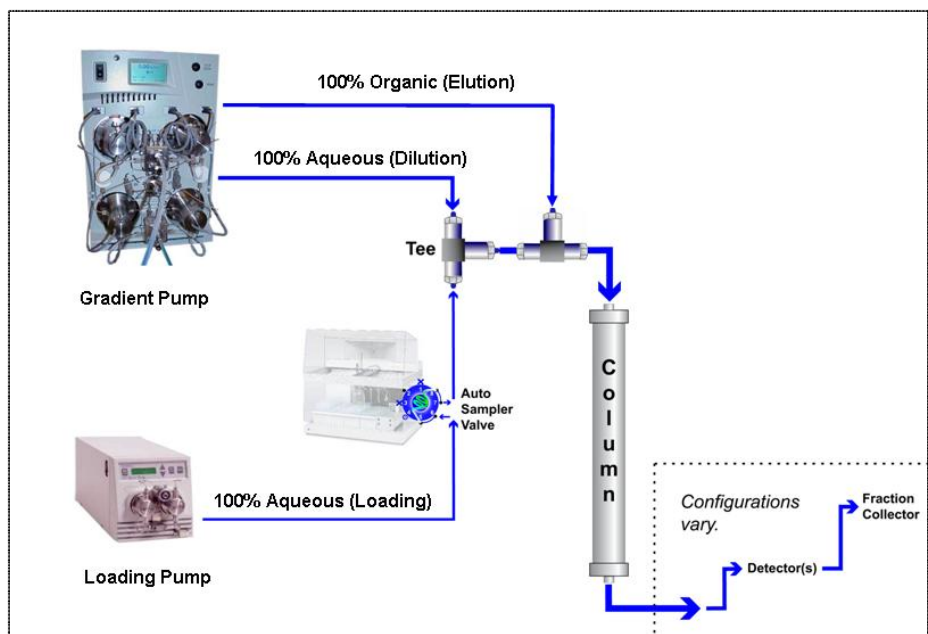 100% Organic (Elution)
100% Aqueous (Dilution)
Tee
Gradient Pump
Auto
Sampler
Valve
Column
100% Aqueous (Loading)
Loading Pump
Configurations
vary.
Fraction
Collector
Detector(s)